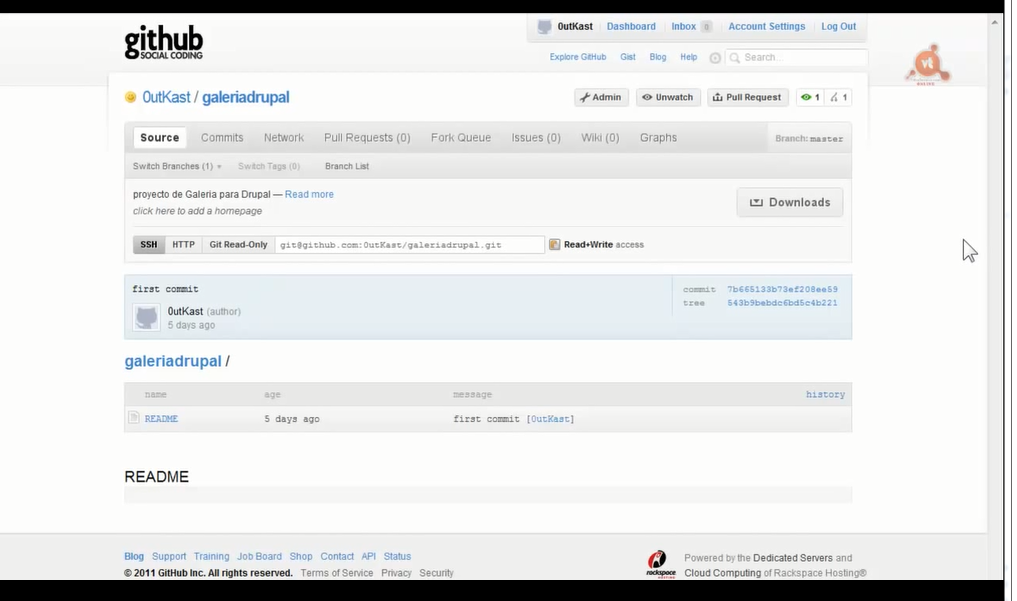 github
SOCIAL CODING
0utKast Dashboard Inbox 0 Account Settings Log Out
Explore GitHub Gist Blog Help Search...
vt
0utKast / galeriadrupal
Admin Unwatch Pull Request 1 1
Source Commits Network Pull Requests (0) Fork Queue Issues (0) Wiki (0) Graphs Branch: master
Switch Branches (1) Switch Tags (0) Branch List
proyecto de Galeria para Drupal — Read more
click here to add a homepage
Downloads
SSH HTTP Git Read-Only git@github.com:0utKast/galeriadrupal.git Read+Write access
first commit
0utKast (author)
5 days ago
commit 7b665133b73ef208ee59
tree 543b9bebdc6bd5c4b221
galeriadrupal /
name age message history
README 5 days ago first commit [0utKast]
README
Blog Support Training Job Board Shop Contact API Status
© 2011 GitHub Inc. All rights reserved. Terms of Service Privacy Security
rackspace
Powered by the Dedicated Servers and
Cloud Computing of Rackspace Hosting®